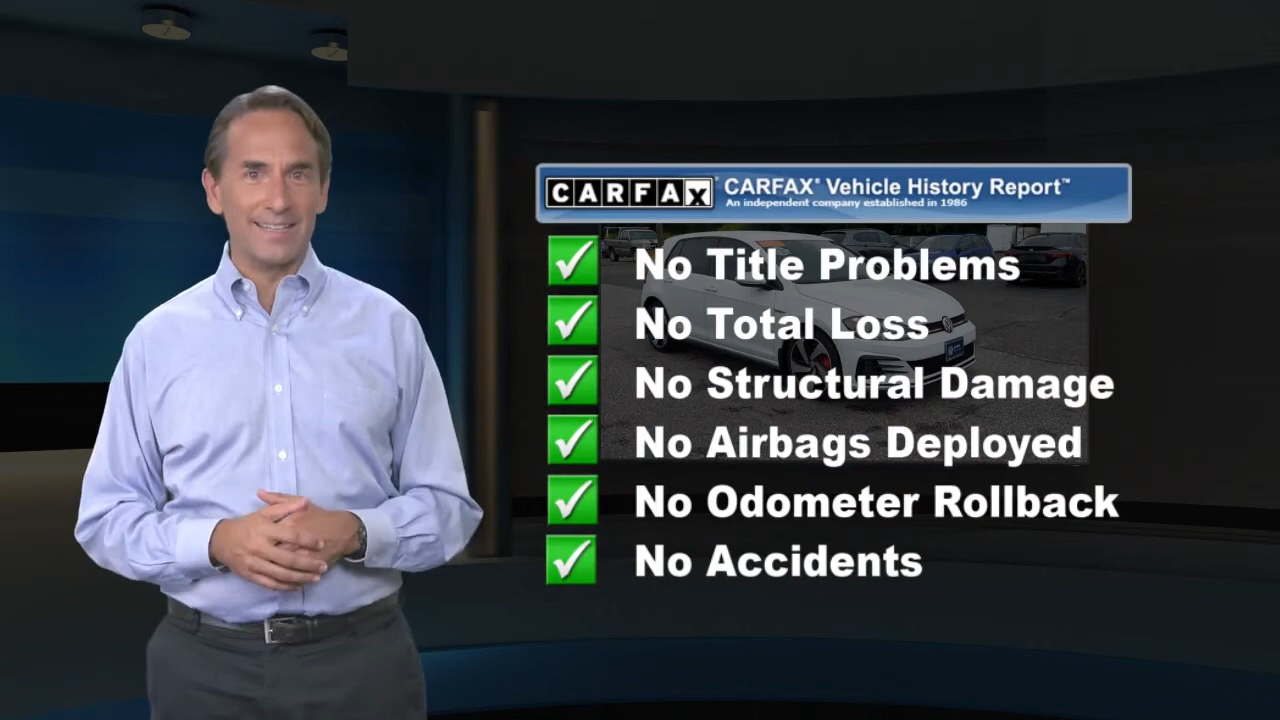 CARFAX® CARFAX® Vehicle History Report™
An independent company established in 1986
No Title Problems
No Total Loss
No Structural Damage
No Airbags Deployed
No Odometer Rollback
No Accidents